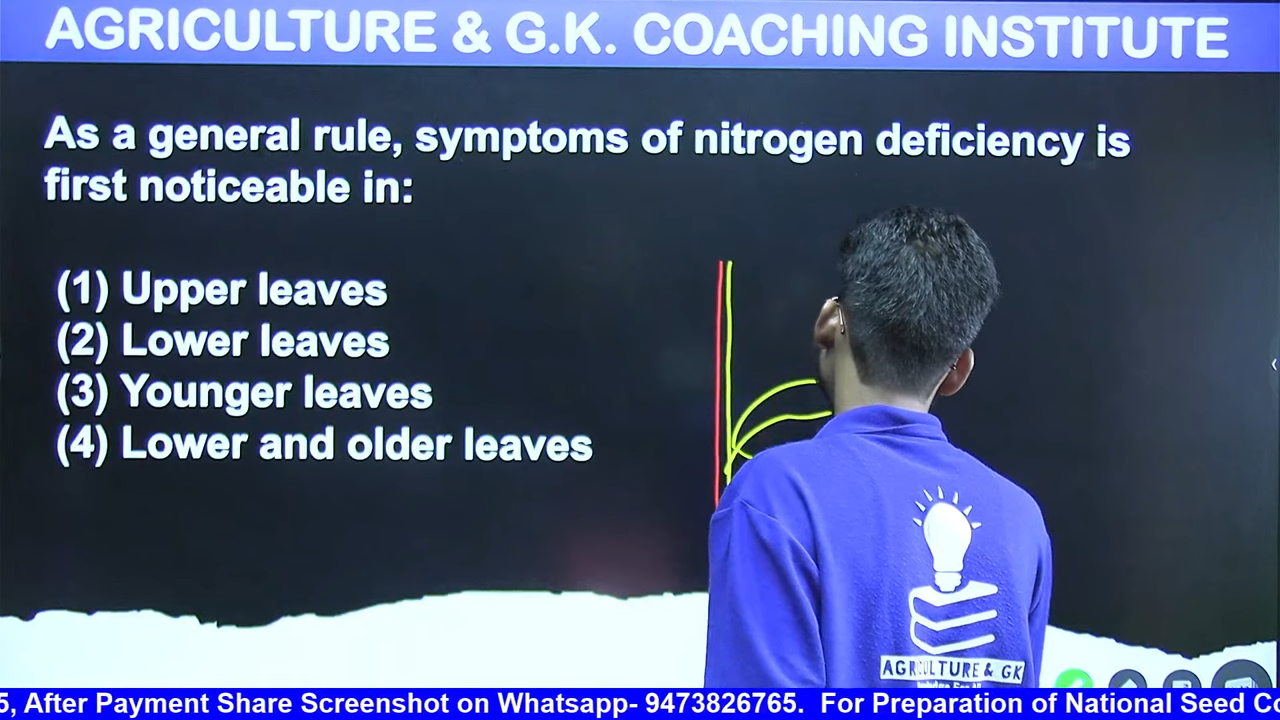 AGRICULTURE & G.K. COACHING INSTITUTE
As a general rule, symptoms of nitrogen deficiency is
first noticeable in:
(1) Upper leaves
(2) Lower leaves
(3) Younger leaves
(4) Lower and older leaves
AGRICULTURE & GK
5, After Payment Share Screenshot on Whatsapp- 9473826765. For Preparation of National Seed Co